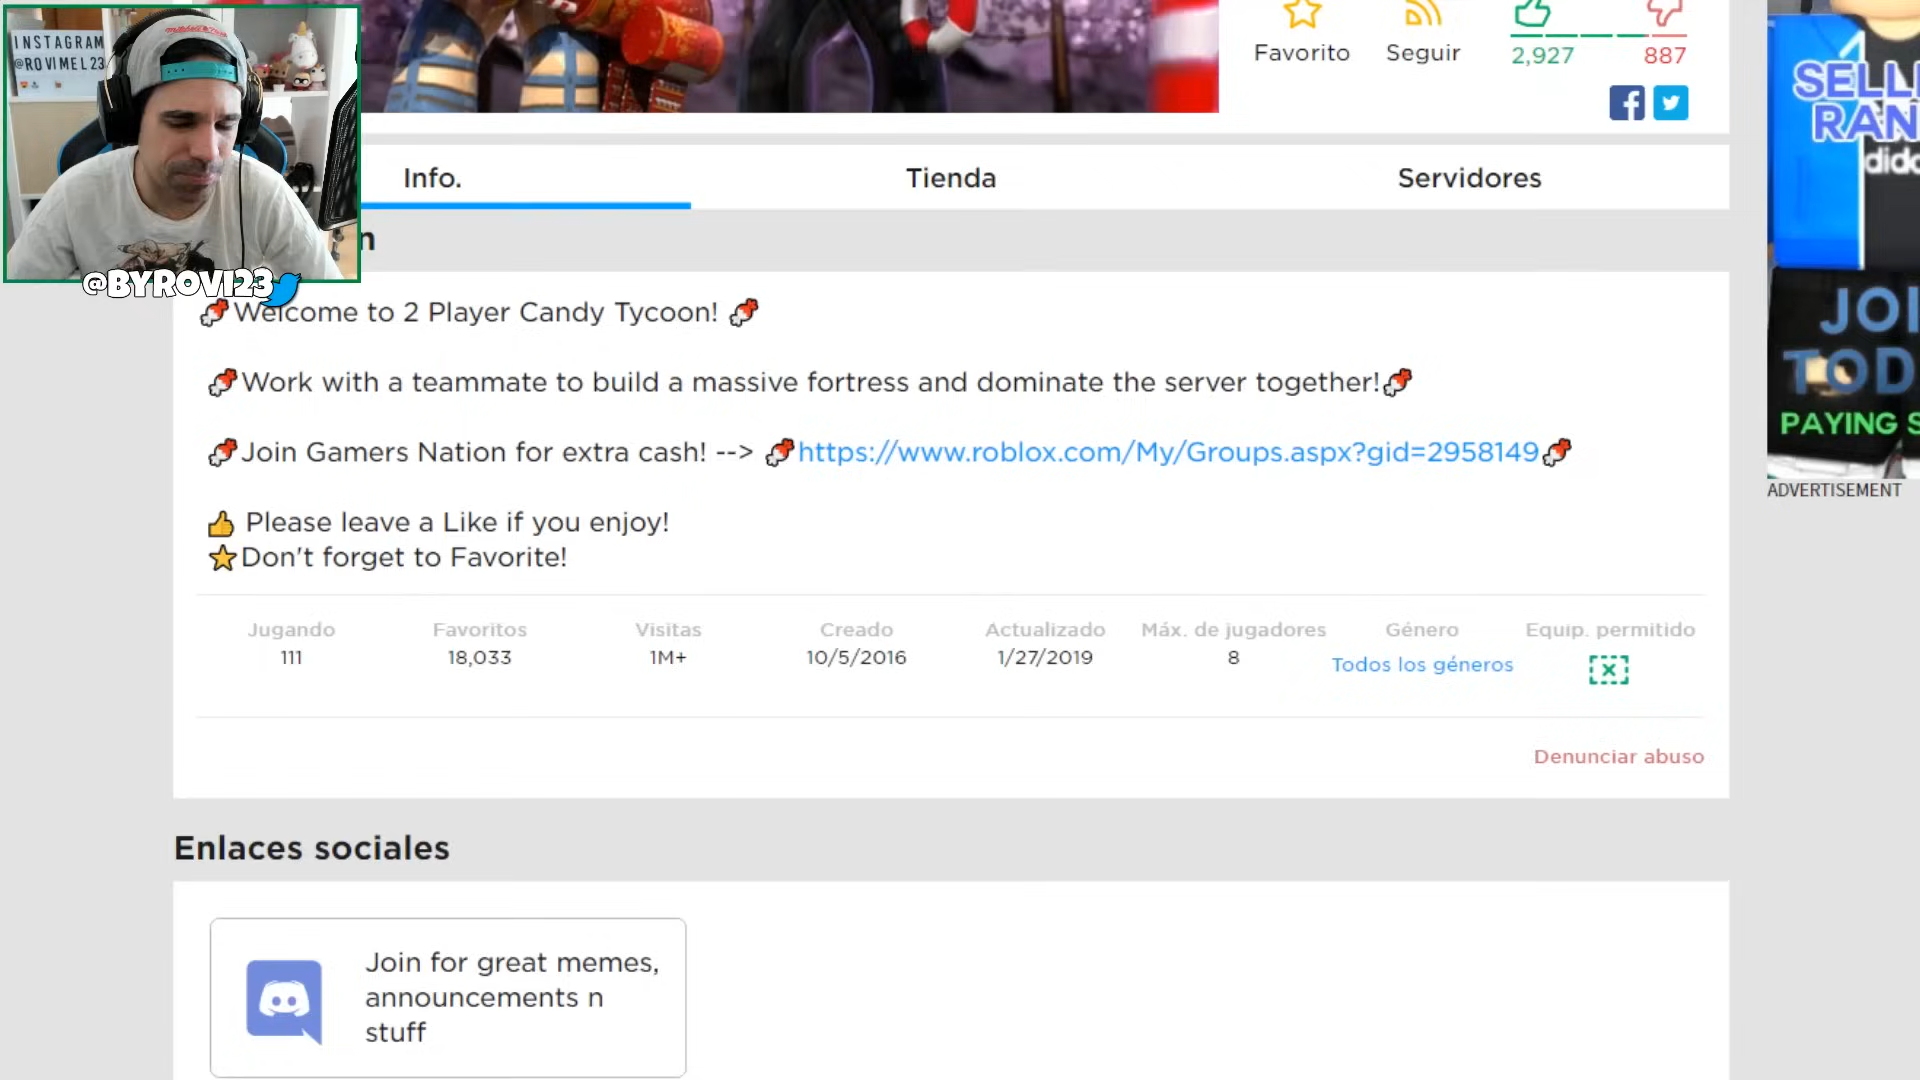 INSTAGRAM
@ROVIMEL23
@BYROVI23
Favorito
Seguir
2,927
887
Info.
Tienda
Servidores
n
Welcome to 2 Player Candy Tycoon!
Work with a teammate to build a massive fortress and dominate the server together!
Join Gamers Nation for extra cash! --> https://www.roblox.com/My/Groups.aspx?gid=2958149
👍 Please leave a Like if you enjoy!
⭐Don't forget to Favorite!
Jugando
Favoritos
Visitas
Creado
Actualizado
Máx. de jugadores
Género
Equip. permitido
111
18,033
1M+
10/5/2016
1/27/2019
8
Todos los géneros
Denunciar abuso
Enlaces sociales
Join for great memes,
announcements n
stuff
SELL
RAN
JOI
TOD
PAYING S
ADVERTISEMENT